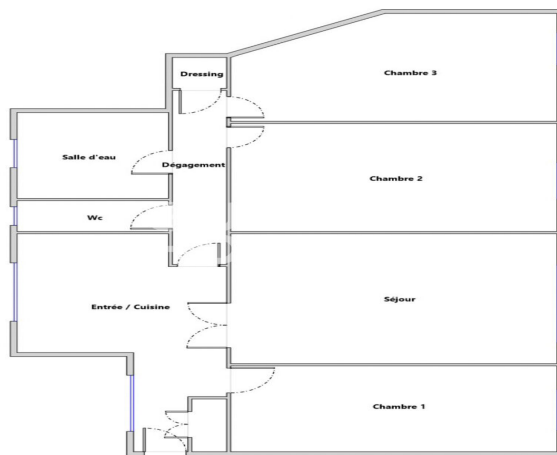 Dressing
Chambre 3
Salle d'eau
Dégagement
Chambre 2
Wc
Entrée / Cuisine
Séjour
Chambre 1